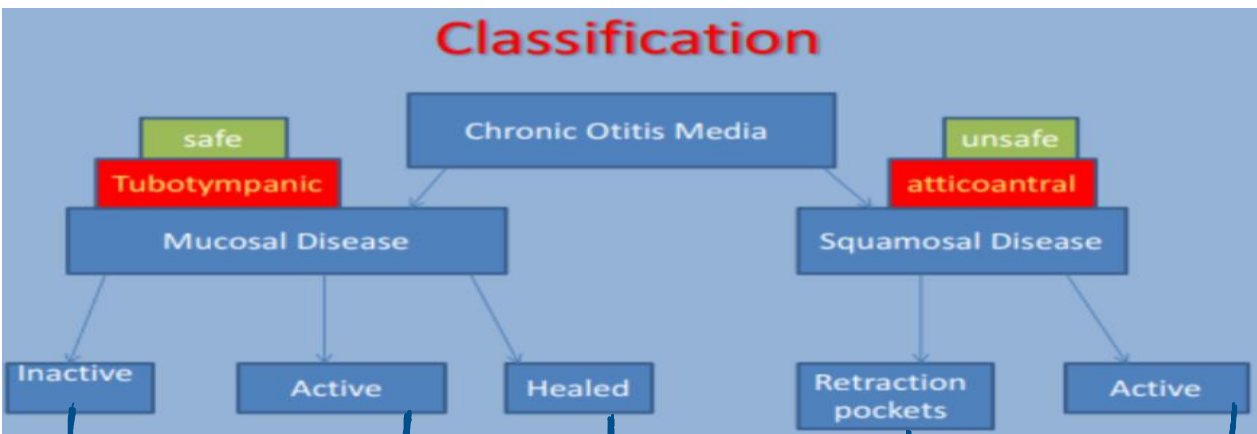 Classification
Chronic Otitis Media
safe
Tubotympanic
Mucosal Disease
unsafe
atticoantral
Squamosal Disease
Inactive
Active
Healed
Retraction
pockets
Active